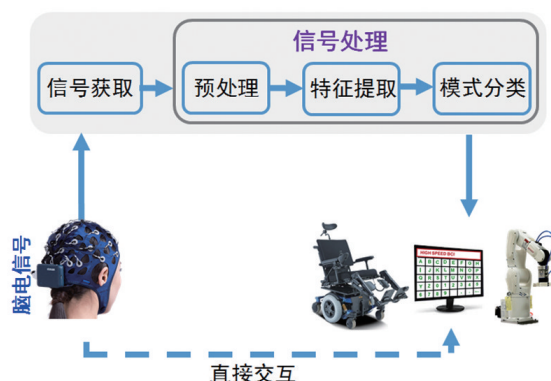 信号处理
信号获取
预处理
特征提取
模式分类
脑电信号
HIGH SPEED BCI
直接交互